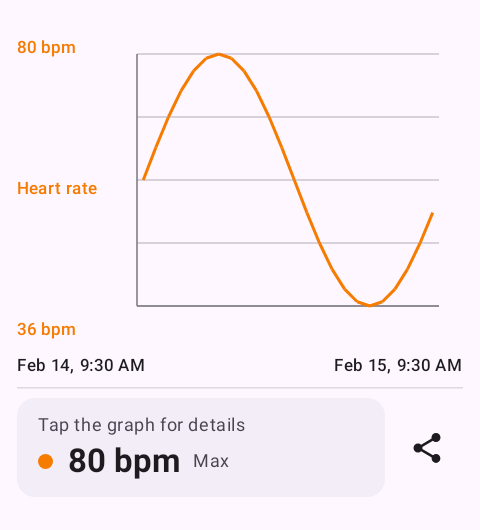 80 bpm
Heart rate
36 bpm
Feb 14, 9:30 AM Feb 15, 9:30 AM
Tap the graph for details
80 bpm Max